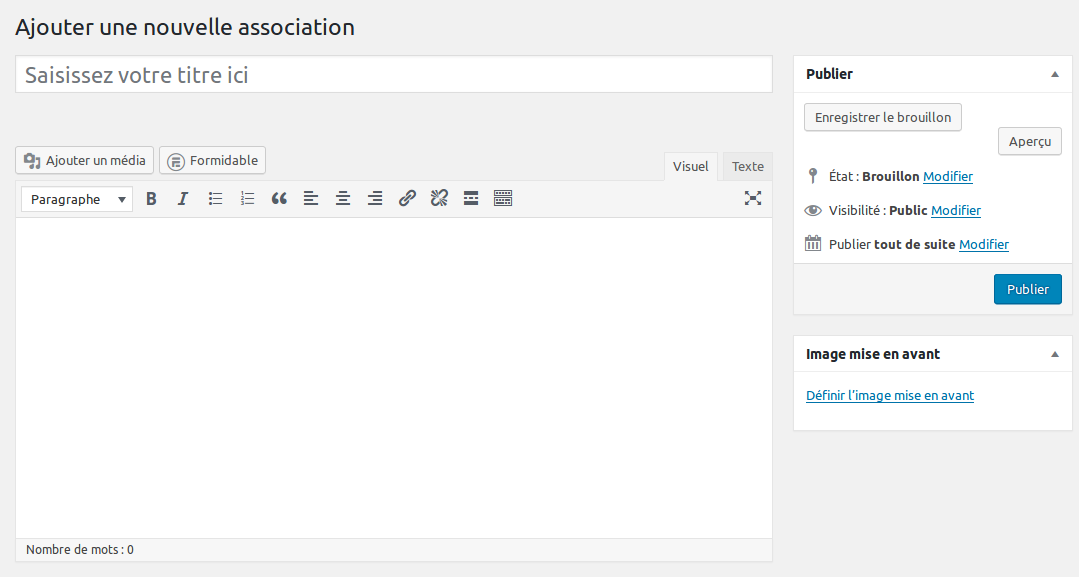 Ajouter une nouvelle association
Saisissez votre titre ici
Ajouter un média
Formidable
Visuel
Texte
Paragraphe
B I
Nombre de mots : 0
Publier
Enregistrer le brouillon
Aperçu
État : Brouillon Modifier
Visibilité : Public Modifier
Publier tout de suite Modifier
Publier
Image mise en avant
Définir l’image mise en avant